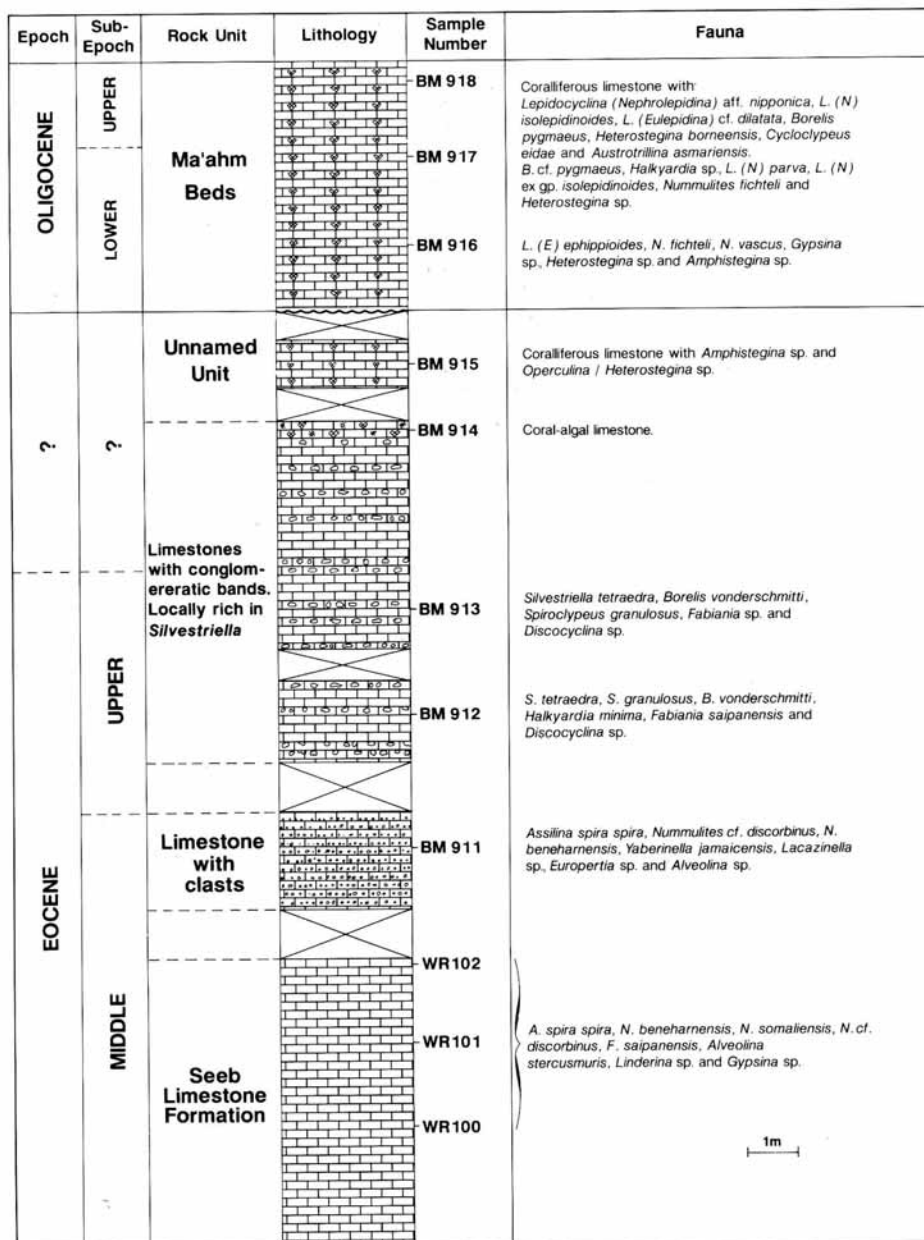 Epoch
Sub-
Epoch
Rock Unit
Lithology
Sample
Number
Fauna
OLIGOCENE
UPPER
LOWER
Ma'ahm
Beds
BM 918
BM 917
BM 916
Coralliferous limestone with
Lepidocyclina (Nephrolepidina) aff. nipponica, L. (N)
isolepidinoides, L. (Eulepidina) cf. dilatata, Borelis
pygmaeus, Heterostegina borneensis, Cycloclypeus
eidae and Austrotrillina asmariensis.
B. cf. pygmaeus, Halkyardia sp., L. (N) parva, L. (N)
ex gp. isolepidinoides, Nummulites fichteli and
Heterostegina sp.
L. (E) ephippioides, N. fichteli, N. vascus, Gypsina
sp., Heterostegina sp. and Amphistegina sp.
?
?
Unnamed
Unit
BM 915
Coralliferous limestone with Amphistegina sp. and
Operculina / Heterostegina sp.
BM 914
Coral-algal limestone.
EOCENE
UPPER
Limestones
with conglom-
ereratic bands.
Locally rich in
Silvestriella
BM 913
Silvestriella tetraedra, Borelis vonderschmitti,
Spiroclypeus granulosus, Fabiania sp. and
Discocyclina sp.
BM 912
S. tetraedra, S. granulosus, B. vonderschmitti,
Halkyardia minima, Fabiania saipanensis and
Discocyclina sp.
MIDDLE
Limestone
with
clasts
BM 911
Assilina spira spira, Nummulites cf. discorbinus, N.
beneharnensis, Yaberinella jamaicensis, Lacazinella
sp., Europertia sp. and Alveolina sp.
Seeb
Limestone
Formation
WR102
WR101
WR100
A. spira spira, N. beneharnensis, N. somaliensis, N. cf.
discorbinus, F. saipanensis, Alveolina
stercusmuris, Linderina sp. and Gypsina sp.
1m